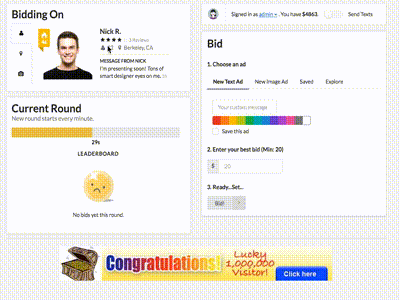 Bidding On
Nick R.
3 Reviews
Berkeley, CA
MESSAGE FROM NICK
I'm presenting soon! Tons of
smart designer eyes on me.
Current Round
New round starts every minute.
29s
LEADERBOARD
No bids yet this round.
Signed in as admin. You have $4863.
Send Texts
Bid
1. Choose an ad
New Text Ad
New Image Ad
Saved
Explore
Your custom message
Save this ad
2. Enter your best bid (Min: 20)
$ 20
3. Ready...Set...
Bid!
Congratulations!
Lucky
1,000,000
Visitor!
Click here